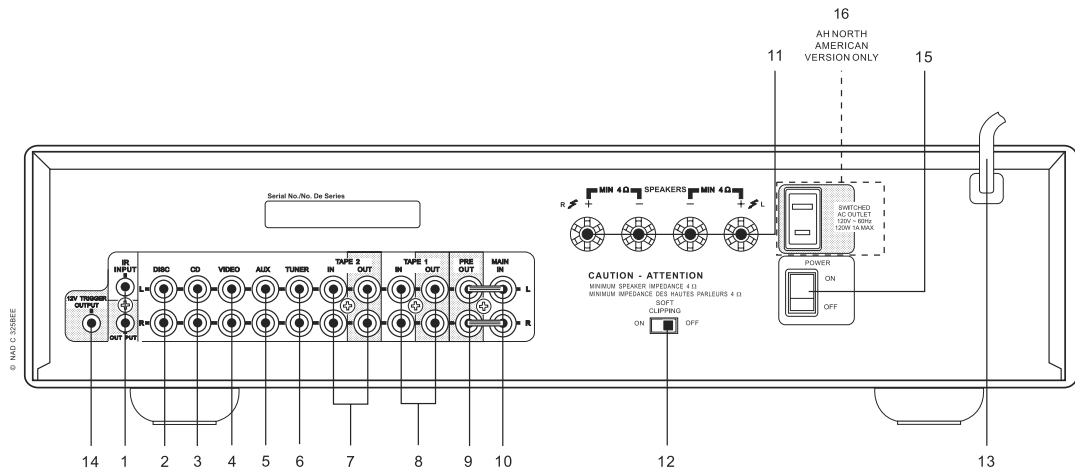 16
AH NORTH
AMERICAN
VERSION ONLY
11
15
Serial No./No. De Series
R + MIN 4 Ω − SPEAKERS − MIN 4 Ω + L
SWITCHED
AC OUTLET
120V ~ 60Hz
120W 1A MAX.
POWER
ON
OFF
CAUTION - ATTENTION
MINIMUM SPEAKER IMPEDANCE 4 Ω
MINIMUM IMPEDANCE DES HAUTES PARLEURS 4 Ω
SOFT
CLIPPING
ON OFF
IR
INPUT
OUTPUT
12V TRIGGER
OUTPUT
DISC CD VIDEO AUX TUNER
TAPE 2
IN OUT
TAPE 1
IN OUT
PRE
OUT
MAIN
IN
L L
R R
© NAD C 325BEE
14 1 2 3 4 5 6 7 8 9 10 12 13